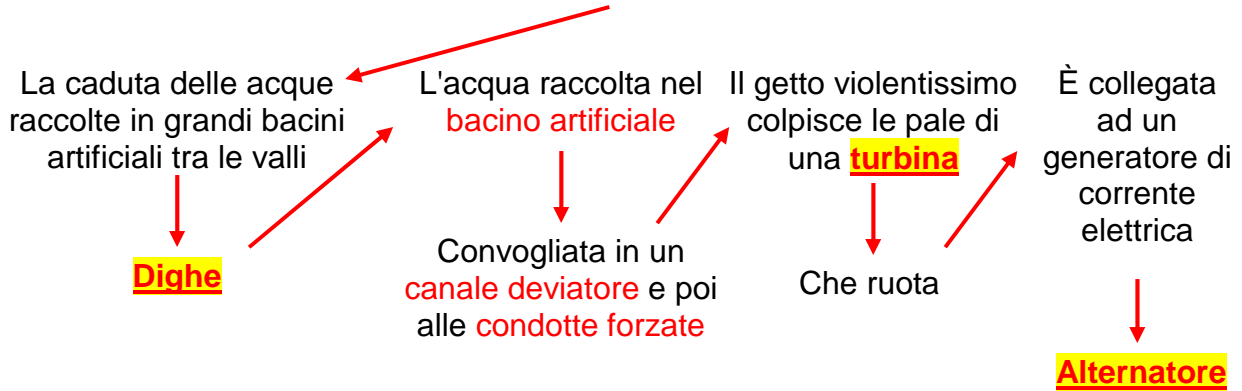 La caduta delle acque
raccolte in grandi bacini
artificiali tra le valli
Dighe
L'acqua raccolta nel
bacino artificiale
Convogliata in un
canale deviatore e poi
alle condotte forzate
Il getto violentissimo
colpisce le pale di
una turbina
Che ruota
È collegata
ad un
generatore di
corrente
elettrica
Alternatore